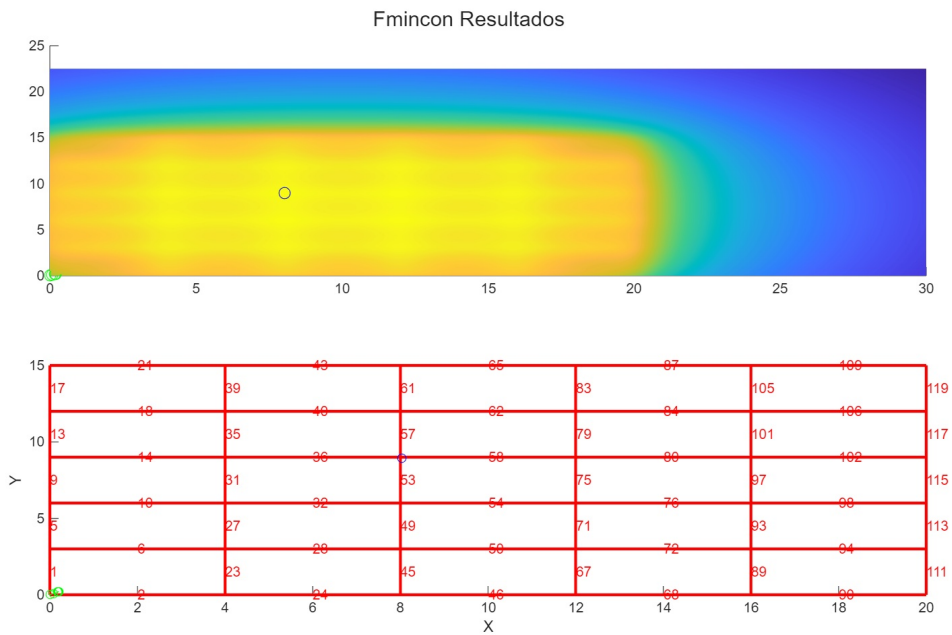 Fmincon Resultados
25
20
15
10
5
0
0 5 10 15 20 25 30
15
21 43 65 87 109
17 39 61 83 105 119
18 40 62 84 106
13 35 57 79 101 117
10
14 36 58 80 102
Y
9 31 53 75 97 115
10 32 54 76 98
5
5 27 49 71 93 113
6 28 50 72 94
1 23 45 67 89 111
0
2 24 46 68 90
0 2 4 6 8 10 12 14 16 18 20
X